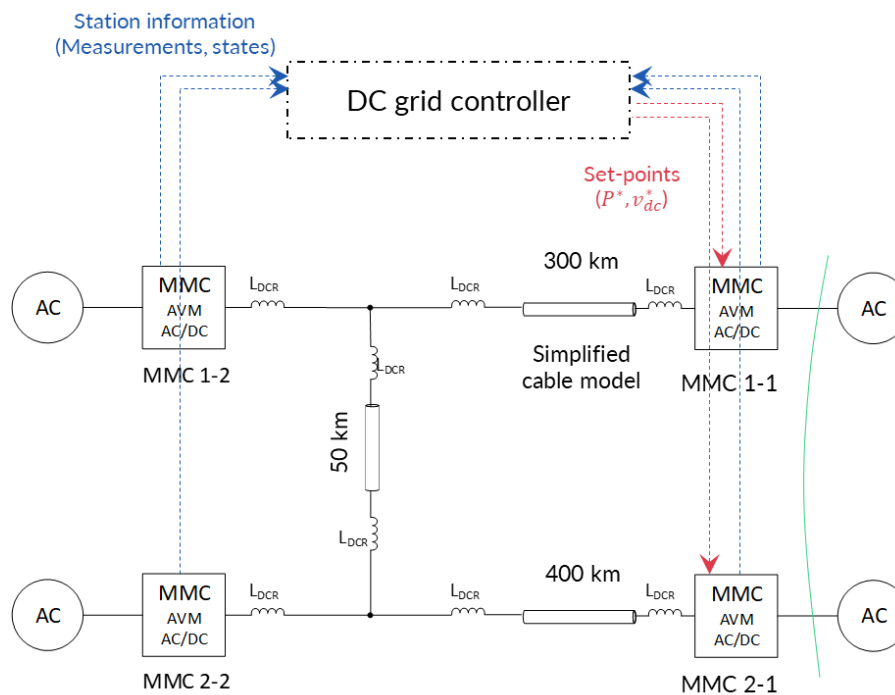 Station information
(Measurements, states)
DC grid controller
Set-points
(P*, v*dc)
300 km
LDCR
LDCR
LDCR
AC
MMC
AVM
AC/DC
MMC
AVM
AC/DC
AC
Simplified
cable model
MMC 1-2
LDCR
MMC 1-1
50 km
LDCR
400 km
LDCR
LDCR
LDCR
AC
MMC
AVM
AC/DC
MMC
AVM
AC/DC
AC
MMC 2-2
MMC 2-1